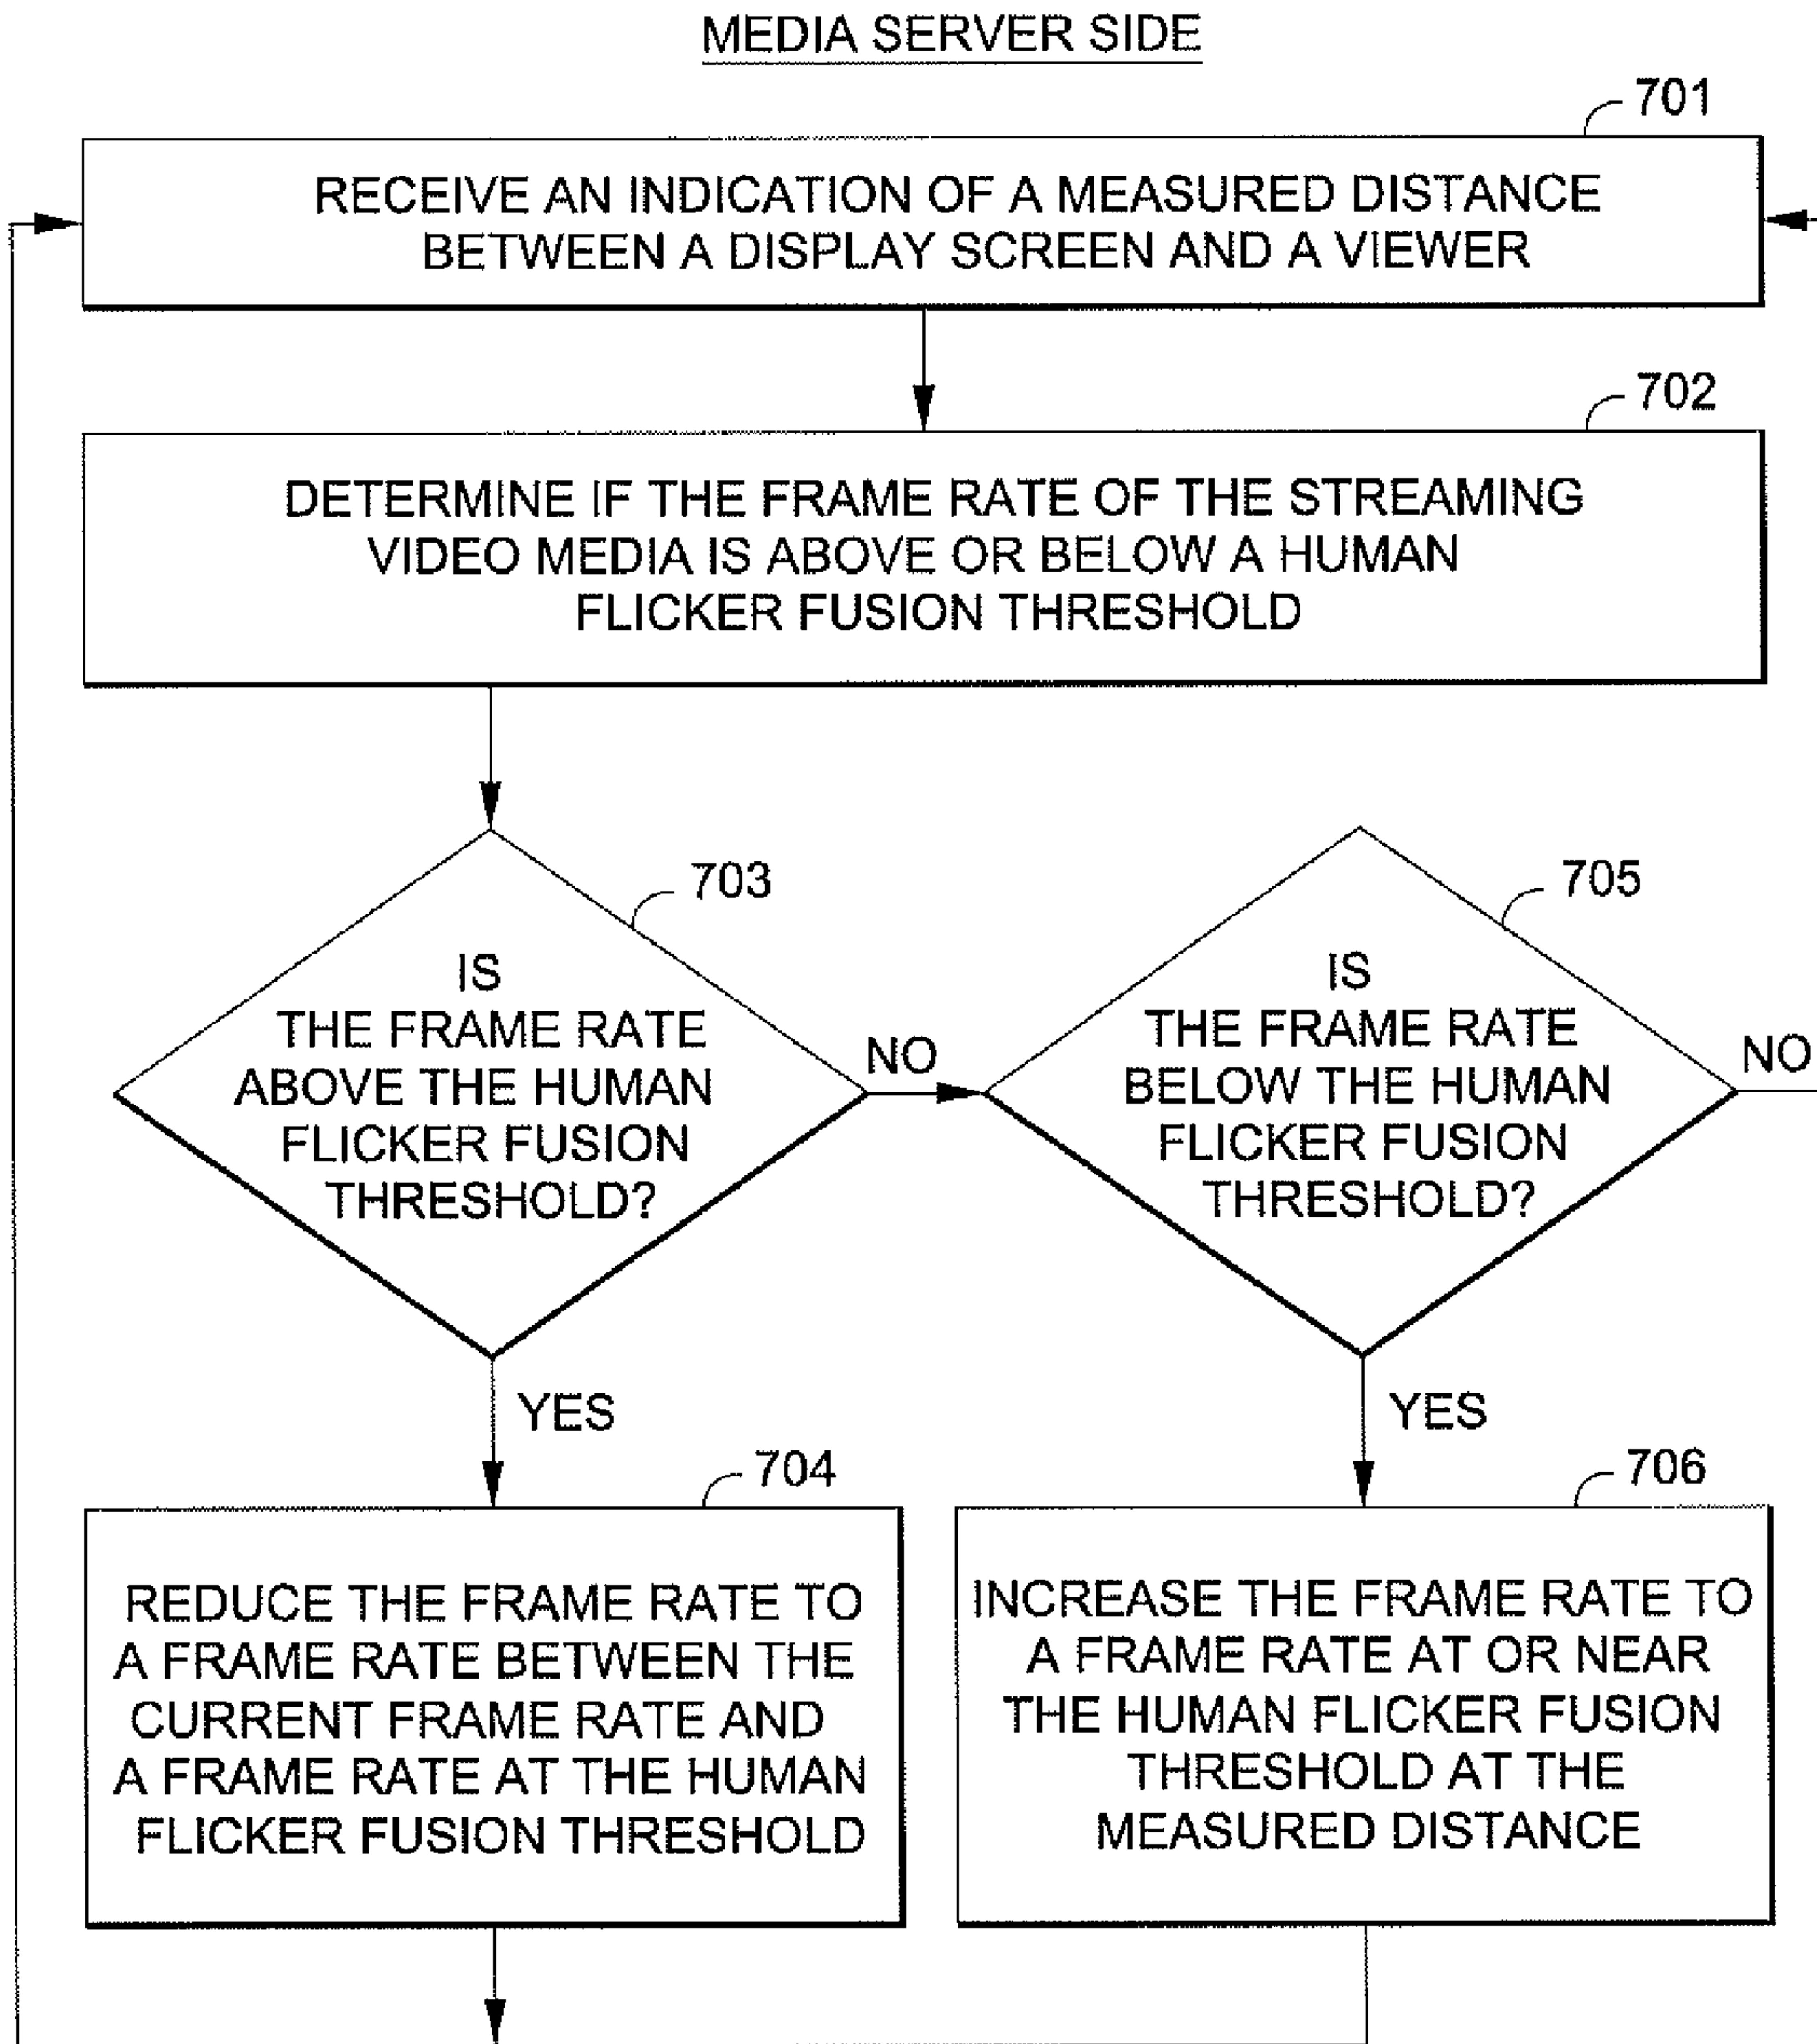 MEDIA SERVER SIDE
701
RECEIVE AN INDICATION OF A MEASURED DISTANCE
BETWEEN A DISPLAY SCREEN AND A VIEWER
702
DETERMINE IF THE FRAME RATE OF THE STREAMING
VIDEO MEDIA IS ABOVE OR BELOW A HUMAN
FLICKER FUSION THRESHOLD
703
IS
THE FRAME RATE
ABOVE THE HUMAN
FLICKER FUSION
THRESHOLD?
NO
YES
705
IS
THE FRAME RATE
BELOW THE HUMAN
FLICKER FUSION
THRESHOLD?
NO
YES
704
REDUCE THE FRAME RATE TO
A FRAME RATE BETWEEN THE
CURRENT FRAME RATE AND
A FRAME RATE AT THE HUMAN
FLICKER FUSION THRESHOLD
706
INCREASE THE FRAME RATE TO
A FRAME RATE AT OR NEAR
THE HUMAN FLICKER FUSION
THRESHOLD AT THE
MEASURED DISTANCE